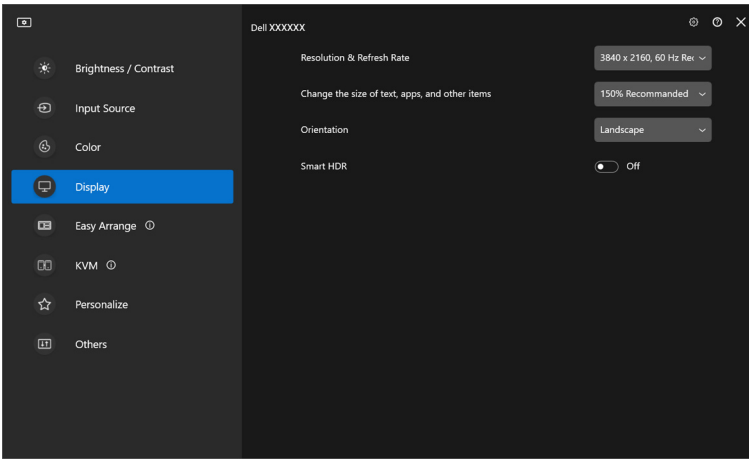 Dell XXXXXX
Brightness / Contrast
Input Source
Color
Display
Easy Arrange
KVM
Personalize
Others
Resolution & Refresh Rate
3840 x 2160, 60 Hz Rec
Change the size of text, apps, and other items
150% Recommanded
Orientation
Landscape
Smart HDR
Off